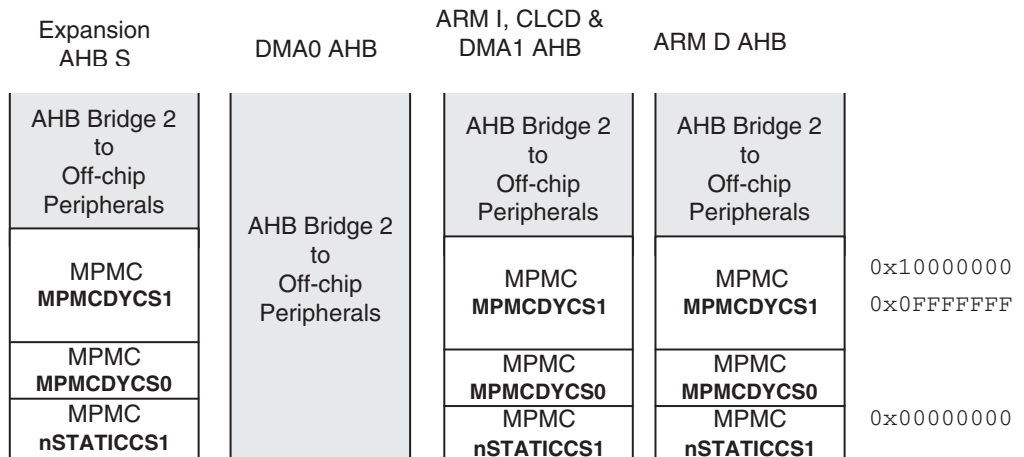 Expansion
AHB S
DMA0 AHB
ARM I, CLCD &
DMA1 AHB
ARM D AHB
AHB Bridge 2
to
Off-chip
Peripherals
MPMC
MPMCDYCS1
MPMC
MPMCDYCS0
MPMC
nSTATICCS1
AHB Bridge 2
to
Off-chip
Peripherals
AHB Bridge 2
to
Off-chip
Peripherals
MPMC
MPMCDYCS1
MPMC
MPMCDYCS0
MPMC
nSTATICCS1
AHB Bridge 2
to
Off-chip
Peripherals
MPMC
MPMCDYCS1
MPMC
MPMCDYCS0
MPMC
nSTATICCS1
0x10000000
0x0FFFFFFF
0x00000000